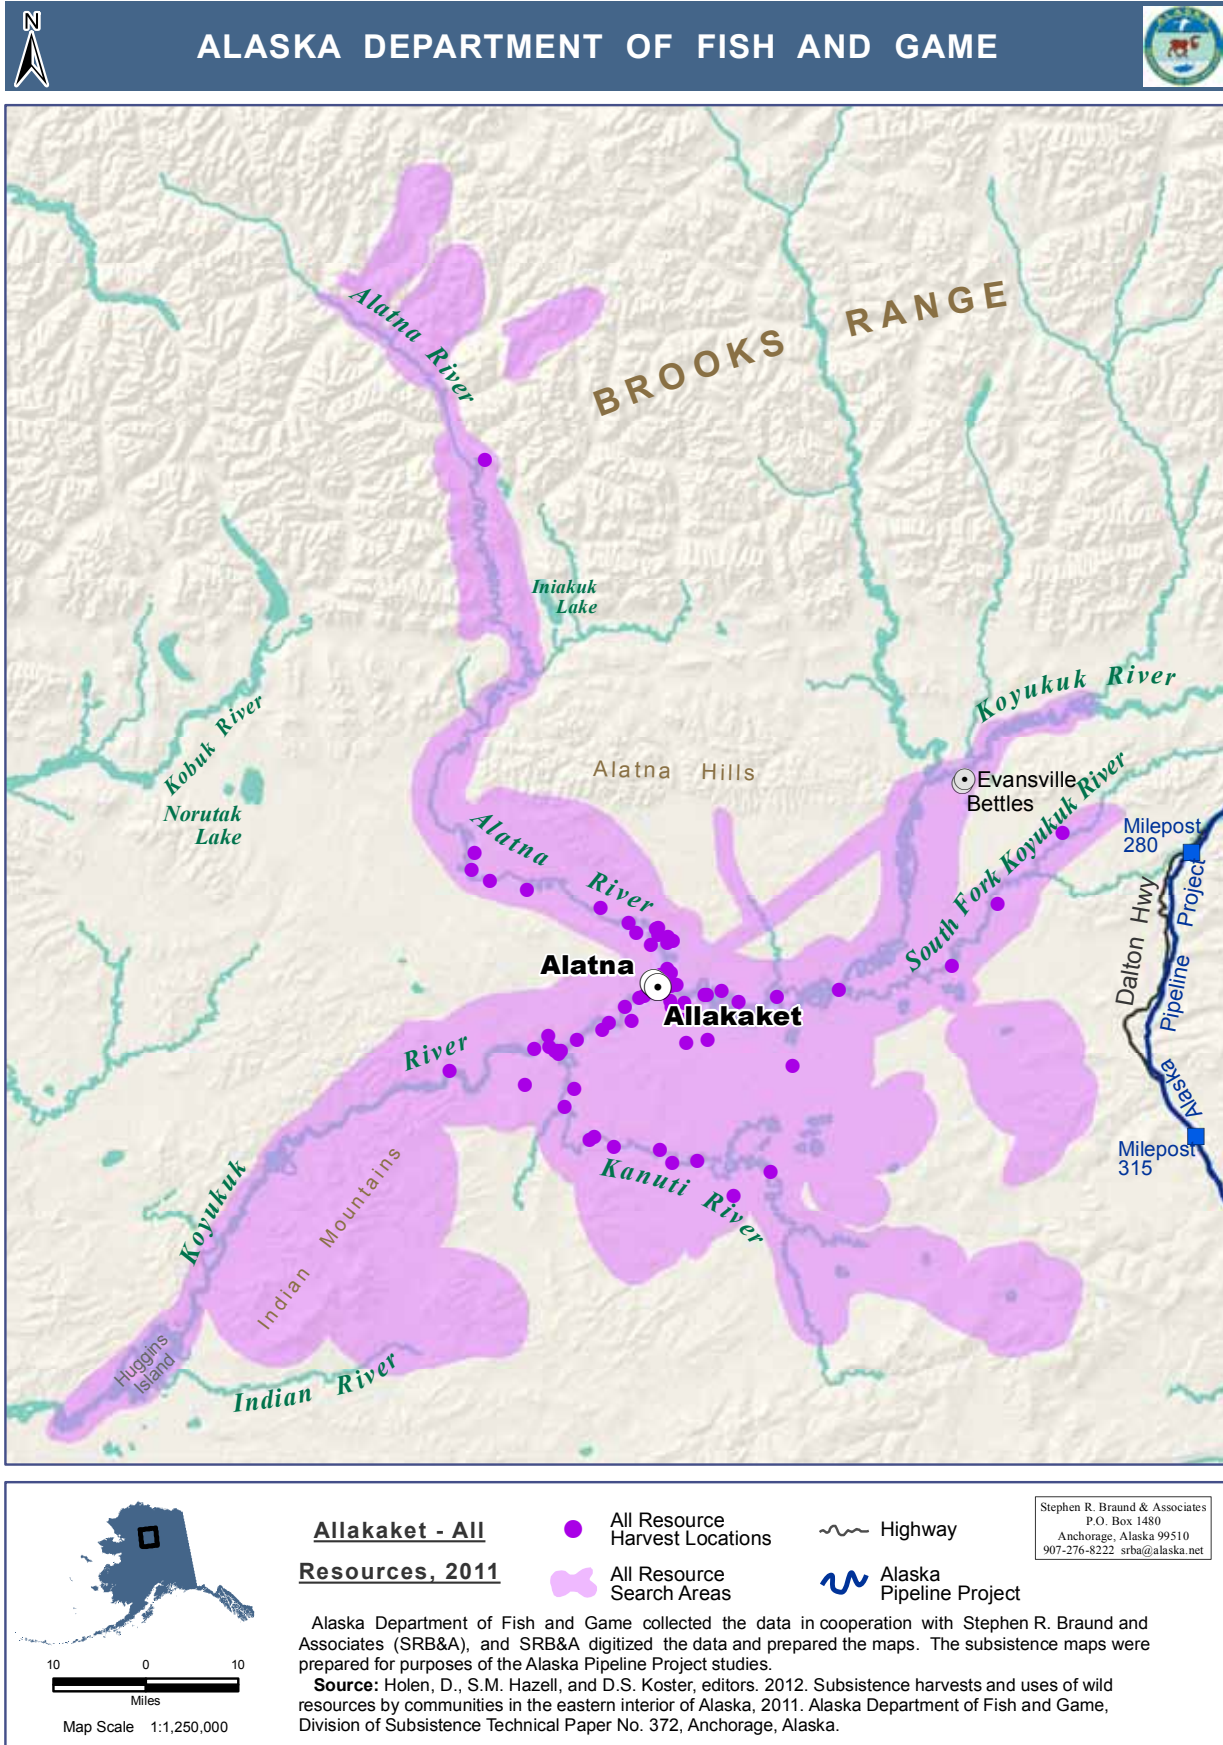 N
ALASKA DEPARTMENT OF FISH AND GAME
ALASKA
Alatna River
BROOKS RANGE
Iniakuk
Lake
Koyukuk River
Kobuk River
Norutak
Lake
Alatna Hills
Evansville
Bettles
South Fork Koyukuk River
Milepost
280
Alatna River
Dalton Hwy
Alaska Pipeline Project
Alatna
Allakaket
Koyukuk River
Milepost
315
Kanuti River
Indian Mountains
Huggins
Island
Indian River
Allakaket - All
Resources, 2011
All Resource
Harvest Locations
All Resource
Search Areas
Highway
Alaska
Pipeline Project
Stephen R. Braund & Associates
P.O. Box 1480
Anchorage, Alaska 99510
907-276-8222 srba@alaska.net
10 0 10
Miles
Map Scale 1:1,250,000
Alaska Department of Fish and Game collected the data in cooperation with Stephen R. Braund and
Associates (SRB&A), and SRB&A digitized the data and prepared the maps. The subsistence maps were
prepared for purposes of the Alaska Pipeline Project studies.
Source: Holen, D., S.M. Hazell, and D.S. Koster, editors. 2012. Subsistence harvests and uses of wild
resources by communities in the eastern interior of Alaska, 2011. Alaska Department of Fish and Game,
Division of Subsistence Technical Paper No. 372, Anchorage, Alaska.